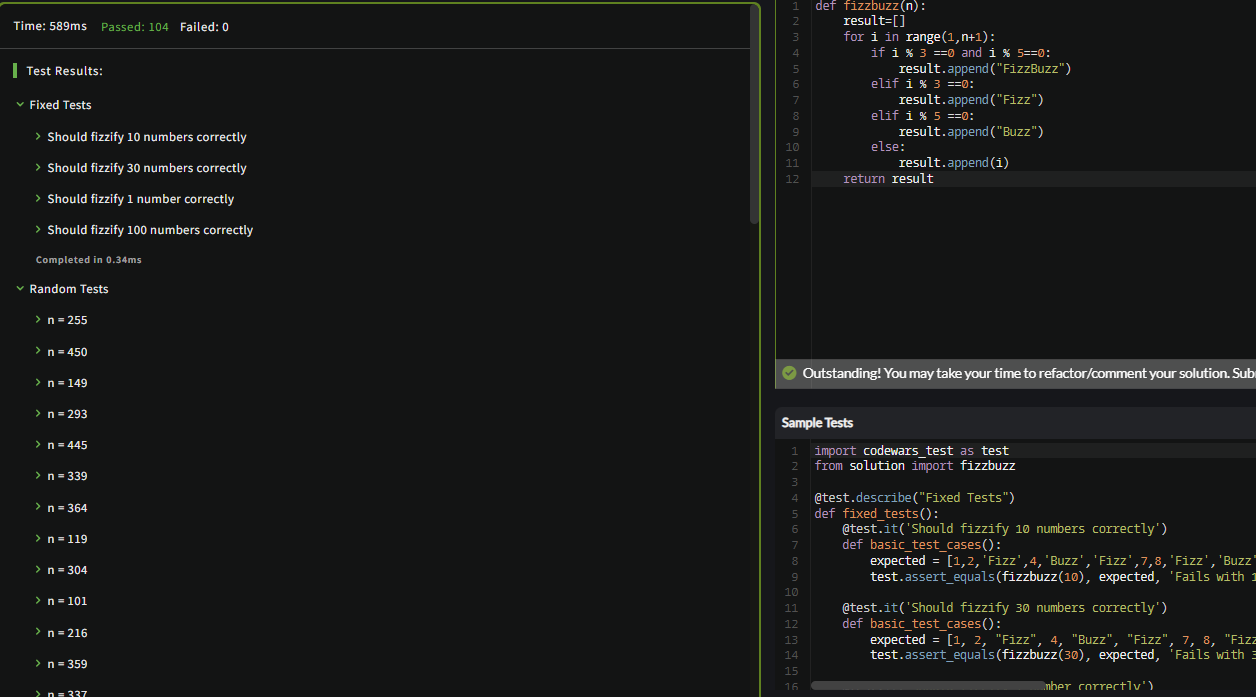 Time: 589ms Passed: 104 Failed: 0
Test Results:
Fixed Tests
Should fizzify 10 numbers correctly
Should fizzify 30 numbers correctly
Should fizzify 1 number correctly
Should fizzify 100 numbers correctly
Completed in 0.34ms
Random Tests
n = 255
n = 450
n = 149
n = 293
n = 445
n = 339
n = 364
n = 119
n = 304
n = 101
n = 216
n = 359
n = 337
1 def fizzbuzz(n):
2 result=[]
3 for i in range(1,n+1):
4 if i % 3 ==0 and i % 5==0:
5 result.append("FizzBuzz")
6 elif i % 3 ==0:
7 result.append("Fizz")
8 elif i % 5 ==0:
9 result.append("Buzz")
10 else:
11 result.append(i)
12 return result
Outstanding! You may take your time to refactor/comment your solution.
Sample Tests
1 import codewars_test as test
2 from solution import fizzbuzz
3
4 @test.describe("Fixed Tests")
5 def fixed_tests():
6 @test.it('Should fizzify 10 numbers correctly')
7 def basic_test_cases():
8 expected = [1,2,'Fizz',4,'Buzz','Fizz',7,8,'Fizz','Buzz'
9 test.assert_equals(fizzbuzz(10), expected, 'Fails with 1
10
11 @test.it('Should fizzify 30 numbers correctly')
12 def basic_test_cases():
13 expected = [1, 2, "Fizz", 4, "Buzz", "Fizz", 7, 8, "Fizz
14 test.assert_equals(fizzbuzz(30), expected, 'Fails with 3
15
16 mber correctly')